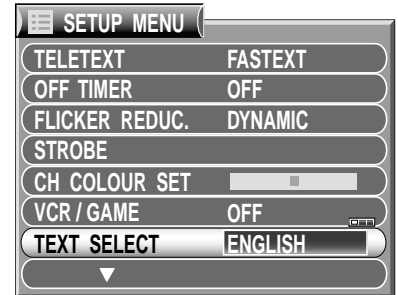 SETUP MENU
TELETEXT FASTEXT
OFF TIMER OFF
FLICKER REDUC. DYNAMIC
STROBE
CH COLOUR SET
VCR / GAME OFF
TEXT SELECT ENGLISH